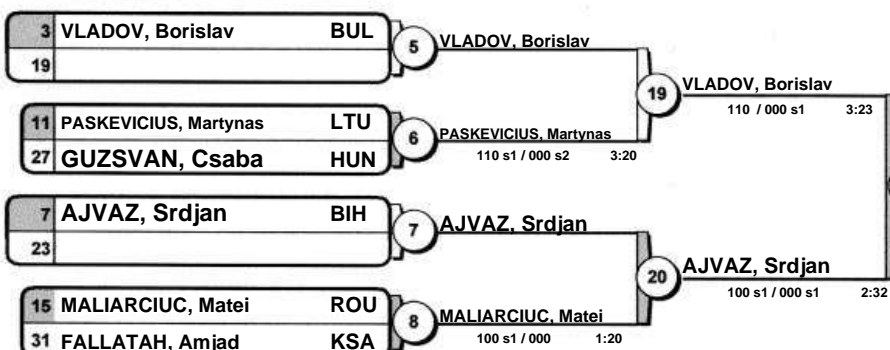 3 VLADOV, Borislav BUL
19
5
VLADOV, Borislav
11 PASKEVICIUS, Martynas LTU
27 GUZSVAN, Csaba HUN
6
PASKEVICIUS, Martynas
110 s1 / 000 s2 3:20
19
VLADOV, Borislav
110 / 000 s1 3:23
7 AJVAZ, Srdjan BIH
23
7
AJVAZ, Srdjan
15 MALIARCIUC, Matei ROU
31 FALLATAH, Amjad KSA
8
MALIARCIUC, Matei
100 s1 / 000 1:20
20
AJVAZ, Srdjan
100 s1 / 000 s1 2:32